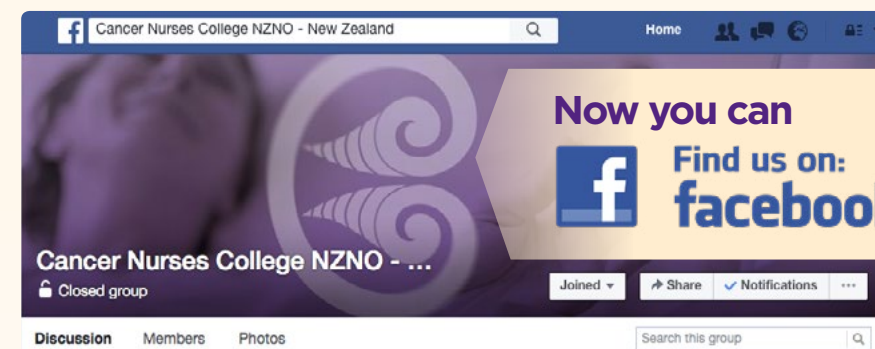 Cancer Nurses College NZNO - New Zealand
Home
Now you can
Find us on:
faceboo
Cancer Nurses College NZNO - ...
Closed group
Joined
Share
Notifications
Discussion Members Photos
Search this group